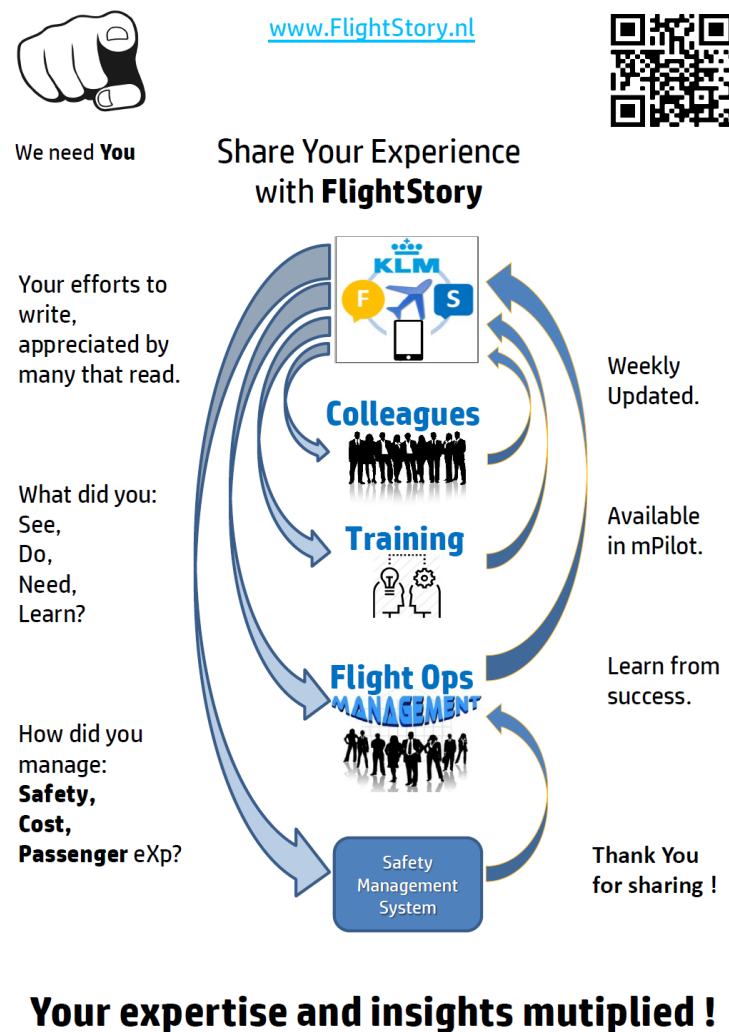 www.FlightStory.nl
We need You
Share Your Experience
with FlightStory
KLM
F
S
Your efforts to
write,
appreciated by
many that read.
Weekly
Updated.
Colleagues
What did you:
See,
Do,
Need,
Learn?
Training
Available
in mPilot.
Flight Ops
MANAGEMENT
Learn from
success.
How did you
manage:
Safety,
Cost,
Passenger eXp?
Safety
Management
System
Thank You
for sharing !
Your expertise and insights mutiplied !